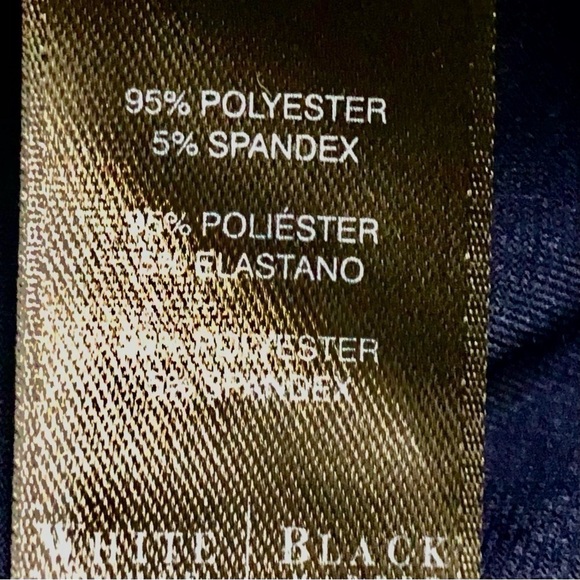 95% POLYESTER
5% SPANDEX
95% POLIÉSTER
5% ELASTANO
95% POLYESTER
5% SPANDEX
WHITE | BLACK